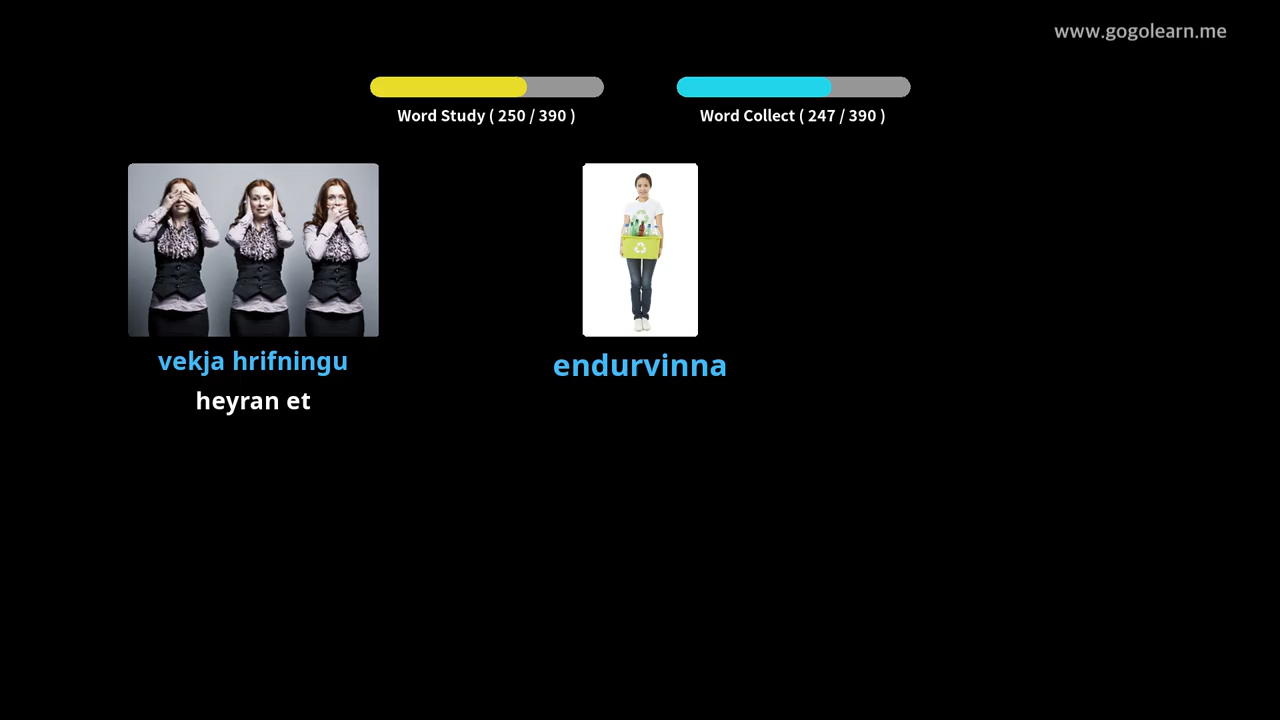 www.gogolearn.me
Word Study ( 250 / 390 )
Word Collect ( 247 / 390 )
vekja hrifningu
heyran et
endurvinna